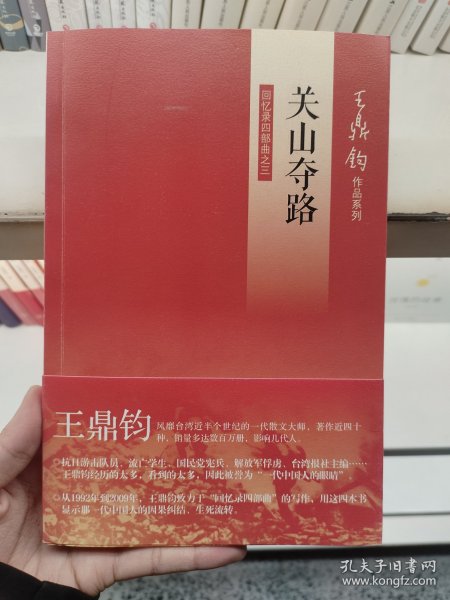 王鼎钧
作品系列
关山夺路
回忆录四部曲之三
王鼎钧
风靡台湾近半个世纪的一代散文大师，著作近四十
种，销量多达数百万册，影响几代人。
抗日游击队员、流亡学生、国民党宪兵、解放军俘虏、台湾报社主编……
王鼎钧经历的太多，看到的太多，因此被誉为“一代中国人的眼睛”
从1992年到2009年，王鼎钧致力于“回忆录四部曲”的写作，用这四本书
显示那一代中国人的因果纠结、生死流转。
孔夫子旧书网
www.kongfz.com